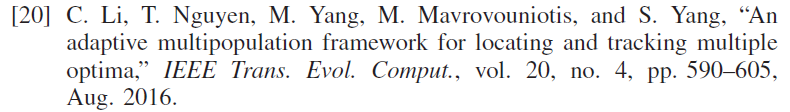 [20] C. Li, T. Nguyen, M. Yang, M. Mavrovouniotis, and S. Yang, “An
adaptive multipopulation framework for locating and tracking multiple
optima,” IEEE Trans. Evol. Comput., vol. 20, no. 4, pp. 590–605,
Aug. 2016.